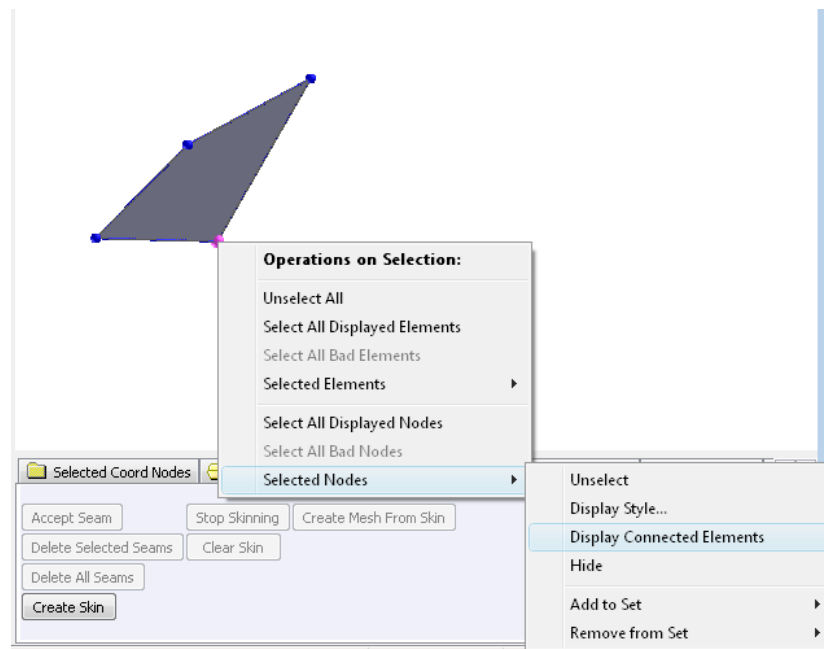 Operations on Selection:
Unselect All
Select All Displayed Elements
Select All Bad Elements
Selected Elements
Select All Displayed Nodes
Select All Bad Nodes
Selected Nodes
Unselect
Display Style...
Display Connected Elements
Hide
Add to Set
Remove from Set
Selected Coord Nodes
Accept Seam
Stop Skinning
Create Mesh From Skin
Delete Selected Seams
Clear Skin
Delete All Seams
Create Skin